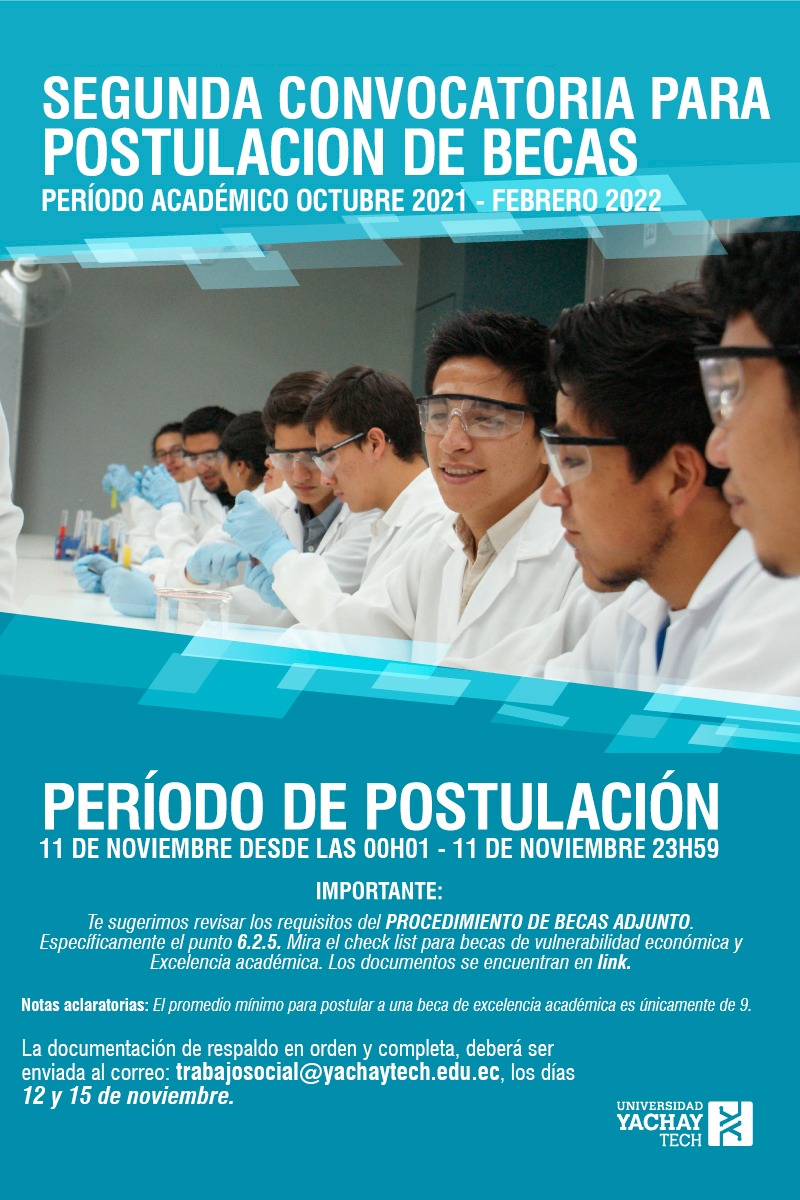 SEGUNDA CONVOCATORIA PARA
POSTULACION DE BECAS
PERÍODO ACADÉMICO OCTUBRE 2021 - FEBRERO 2022
PERÍODO DE POSTULACIÓN
11 DE NOVIEMBRE DESDE LAS 00H01 - 11 DE NOVIEMBRE 23H59
IMPORTANTE:
Te sugerimos revisar los requisitos del PROCEDIMIENTO DE BECAS ADJUNTO.
Específicamente el punto 6.2.5. Mira el check list para becas de vulnerabilidad económica y
Excelencia académica. Los documentos se encuentran en link.
Notas aclaratorias: El promedio mínimo para postular a una beca de excelencia académica es únicamente de 9.
La documentación de respaldo en orden y completa, deberá ser
enviada al correo: trabajosocial@yachaytech.edu.ec, los días
12 y 15 de noviembre.
UNIVERSIDAD
YACHAY
TECH